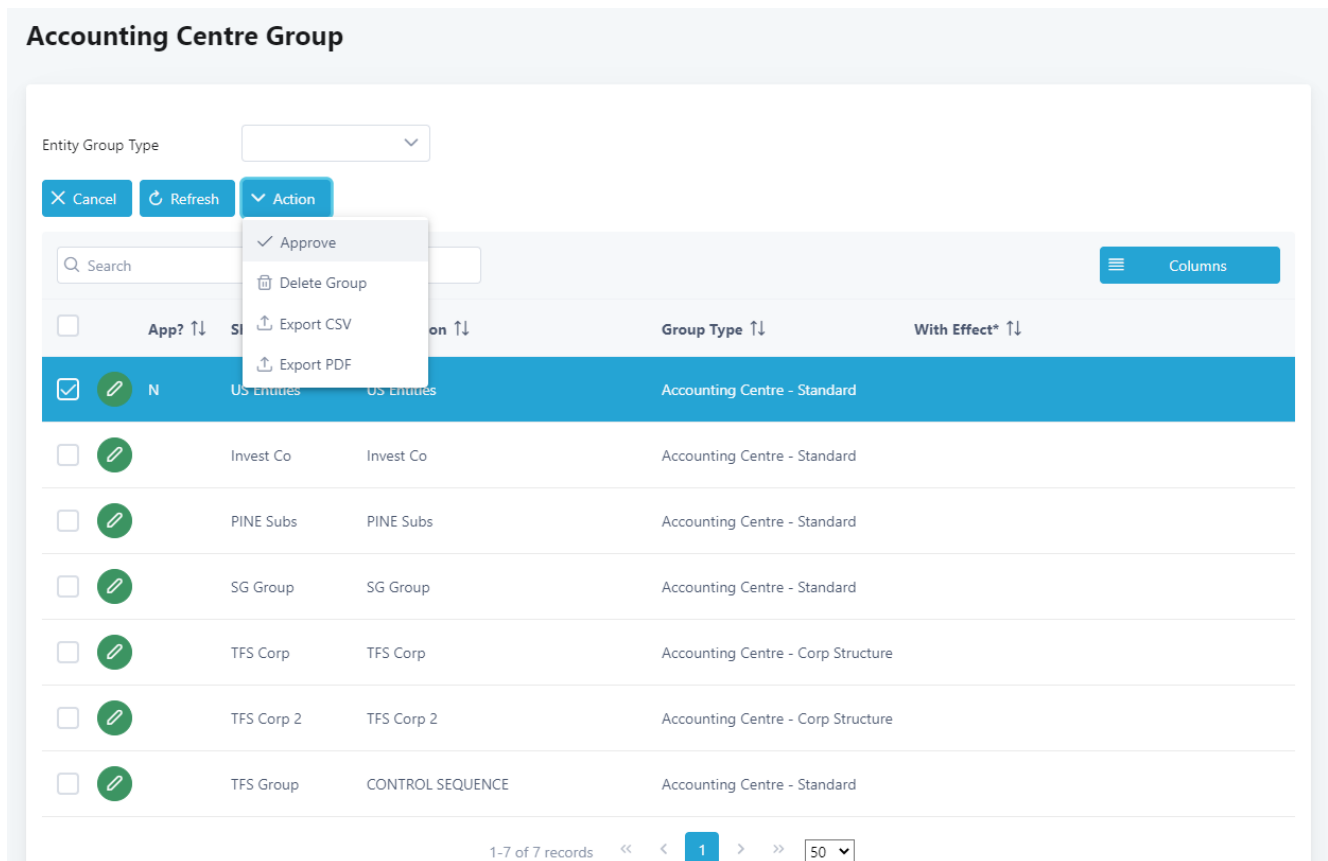 Accounting Centre Group
Entity Group Type
Cancel Refresh Action
Approve
Search Columns
Delete Group
Export CSV
App? on Group Type With Effect*
Export PDF
N US Entities US Entities Accounting Centre - Standard
Invest Co Invest Co Accounting Centre - Standard
PINE Subs PINE Subs Accounting Centre - Standard
SG Group SG Group Accounting Centre - Standard
TFS Corp TFS Corp Accounting Centre - Corp Structure
TFS Corp 2 TFS Corp 2 Accounting Centre - Corp Structure
TFS Group CONTROL SEQUENCE Accounting Centre - Standard
1-7 of 7 records << < 1 > >> 50